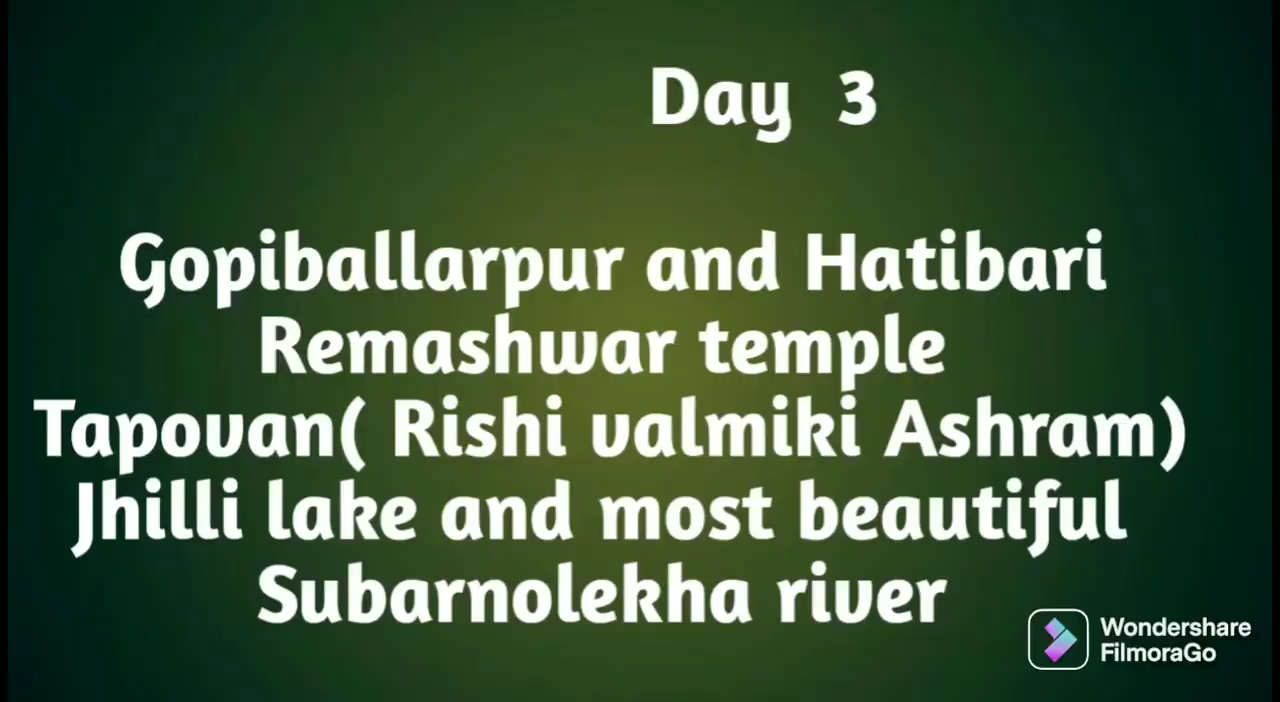 Day 3
Gopiballarpur and Hatibari
Remashwar temple
Tapovan( Rishi valmiki Ashram)
Jhilli lake and most beautiful
Subarnolekha river
Wondershare
FilmoraGo